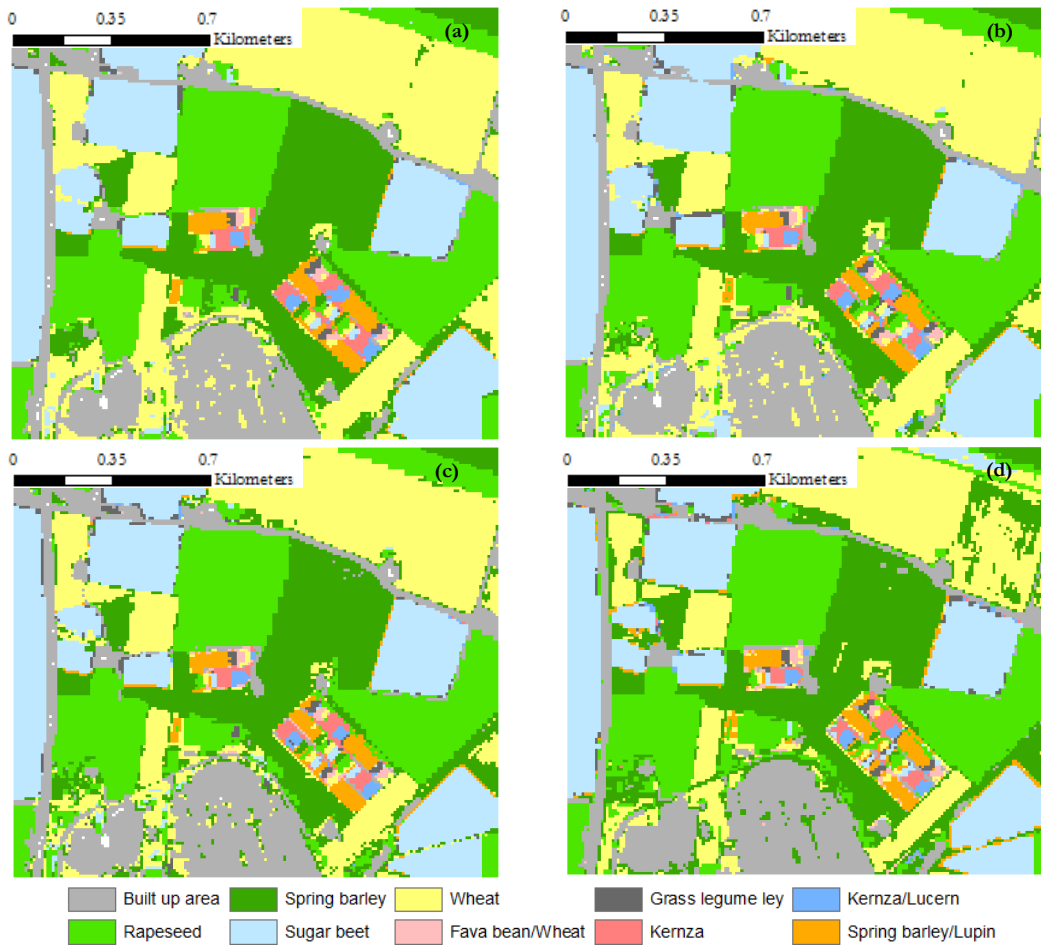 0 0.35 0.7
Kilometers
(a)
0 0.35 0.7
Kilometers
(b)
0 0.35 0.7
Kilometers
(c)
0 0.35 0.7
Kilometers
(d)
Built up area Spring barley Wheat Grass legume ley Kernza/Lucern
Rapeseed Sugar beet Fava bean/Wheat Kernza Spring barley/Lupin